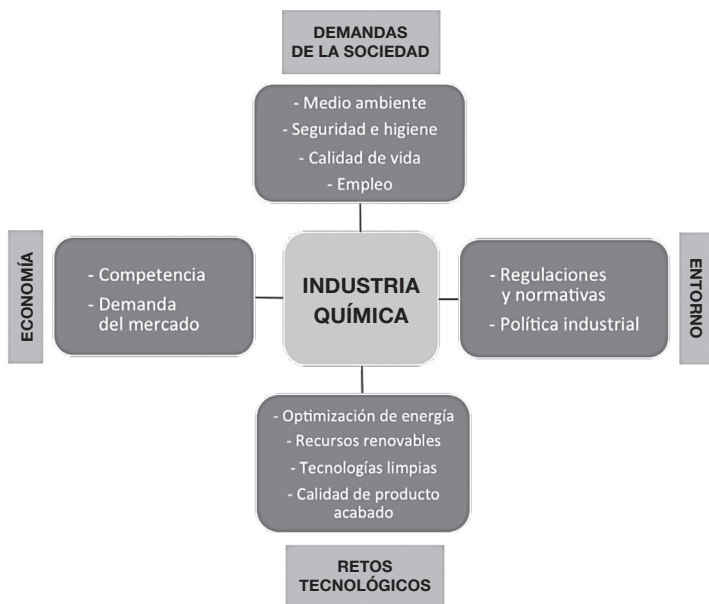 DEMANDAS
DE LA SOCIEDAD
- Medio ambiente
- Seguridad e higiene
- Calidad de vida
- Empleo
ECONOMÍA
- Competencia
- Demanda
del mercado
INDUSTRIA
QUÍMICA
- Regulaciones
y normativas
- Política industrial
ENTORNO
- Optimización de energía
- Recursos renovables
- Tecnologías limpias
- Calidad de producto
acabado
RETOS
TECNOLÓGICOS